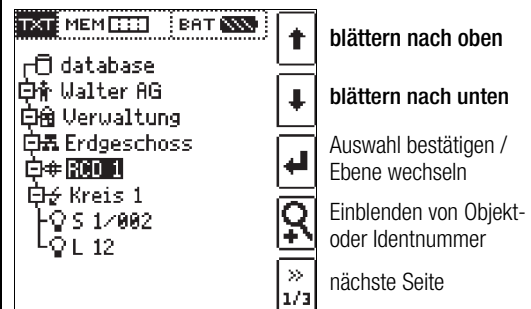 TXT MEM BAT
database
Walter AG
Verwaltung
Erdgeschoss
RCD 1
Kreis 1
S 1/002
L 12
blättern nach oben
blättern nach unten
Auswahl bestätigen /
Ebene wechseln
Einblenden von Objekt-
oder Identnummer
»
1/3
nächste Seite